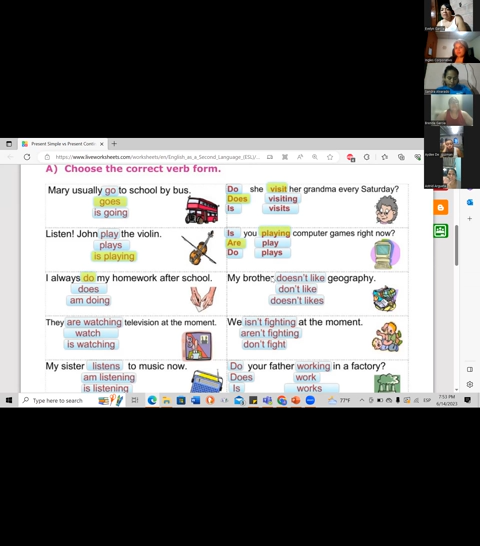 Present Simple vs Present Conti
https://www.liveworksheets.com/worksheets/en/English_as_a_Second_Language_(ESL)/...
A) Choose the correct verb form.
Mary usually go to school by bus.
goes
is going
Do she visit her grandma every Saturday?
Does visiting
Is visits
Listen! John play the violin.
plays
is playing
Is you playing computer games right now?
Are play
Do plays
I always do my homework after school.
does
am doing
My brother doesn't like geography.
don't like
doesn't likes
They are watching television at the moment.
watch
is watching
We isn't fighting at the moment.
aren't fighting
don't fight
My sister listens to music now.
am listening
is listening
Do your father working in a factory?
Does work
Is works
Type here to search
77°F
ESP
7:53 PM
6/14/2023